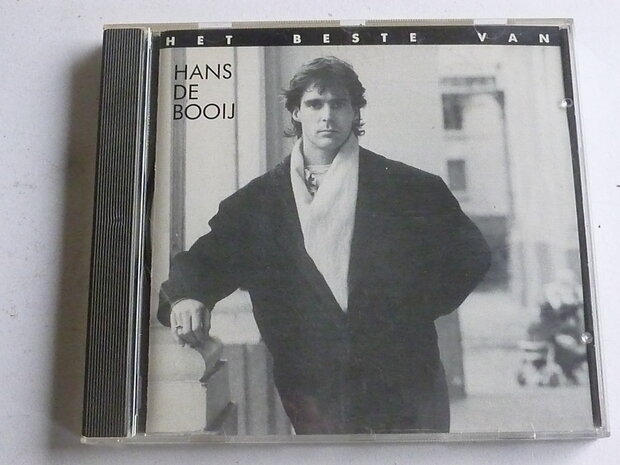 HET BESTE VAN
HANS
DE
BOOIJ